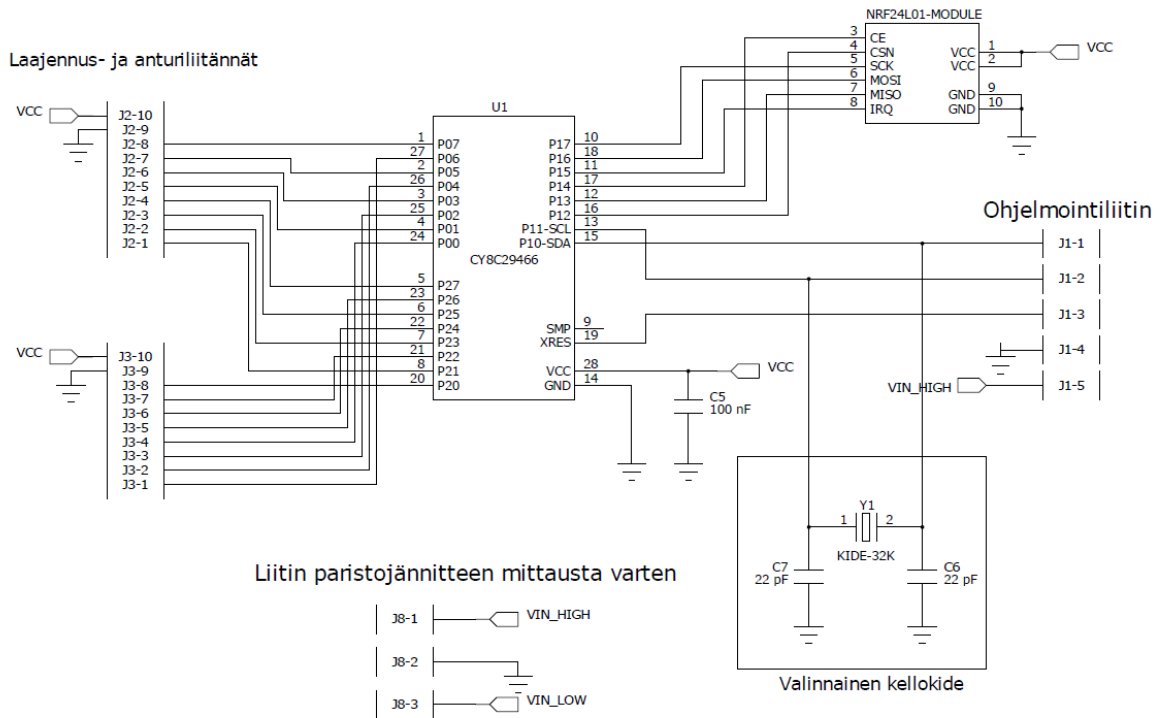 Laajennus- ja anturiliitännät
VCC
J2-10
J2-9
J2-8
J2-7
J2-6
J2-5
J2-4
J2-3
J2-2
J2-1
VCC
J3-10
J3-9
J3-8
J3-7
J3-6
J3-5
J3-4
J3-3
J3-2
J3-1
U1
1 P07
27 P06
2 P05
26 P04
3 P03
25 P02
4 P01
24 P00
CY8C29466
5 P27
23 P26
6 P25
22 P24
7 P23
21 P22
8 P21
20 P20
P17 10
P16 18
P15 11
P14 17
P13 12
P12 16
P11-SCL 13
P10-SDA 15
SMP 9
XRES 19
VCC 28
GND 14
VCC
C5
100 nF
NRF24L01-MODULE
3 CE
4 CSN
5 SCK
6 MOSI
7 MISO
8 IRQ
VCC 1
VCC 2
GND 9
GND 10
VCC
Ohjelmointiliitin
J1-1
J1-2
J1-3
J1-4
VIN_HIGH
J1-5
Y1
1 2
KIDE-32K
C7
22 pF
C6
22 pF
Valinnainen kellokide
Liitin paristojännitteen mittausta varten
J8-1 VIN_HIGH
J8-2
J8-3 VIN_LOW